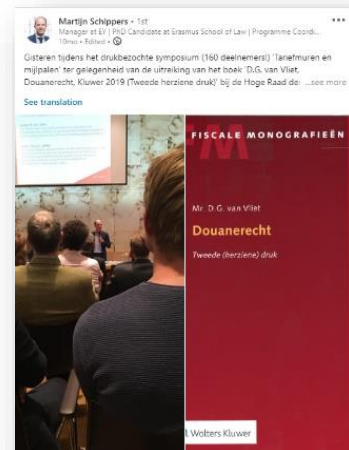 Martijn Schippers • 1st
Manager at EY | PhD Candidate at Erasmus School of Law | Programme Coordi...
10mo • Edited •
Gisteren tijdens het drukbezochte symposium (160 deelnemers!) 'Tariefmuren en
mijlpalen' ter gelegenheid van de uitreiking van het boek 'D.G. van Vliet,
Douanerecht, Kluwer 2019 (Tweede herziene druk)' bij de Hoge Raad de ...see more
See translation
FISCALE MONOGRAFIEËN
Mr. D.G. van Vliet
Douanerecht
Tweede (herziene) druk
Wolters Kluwer